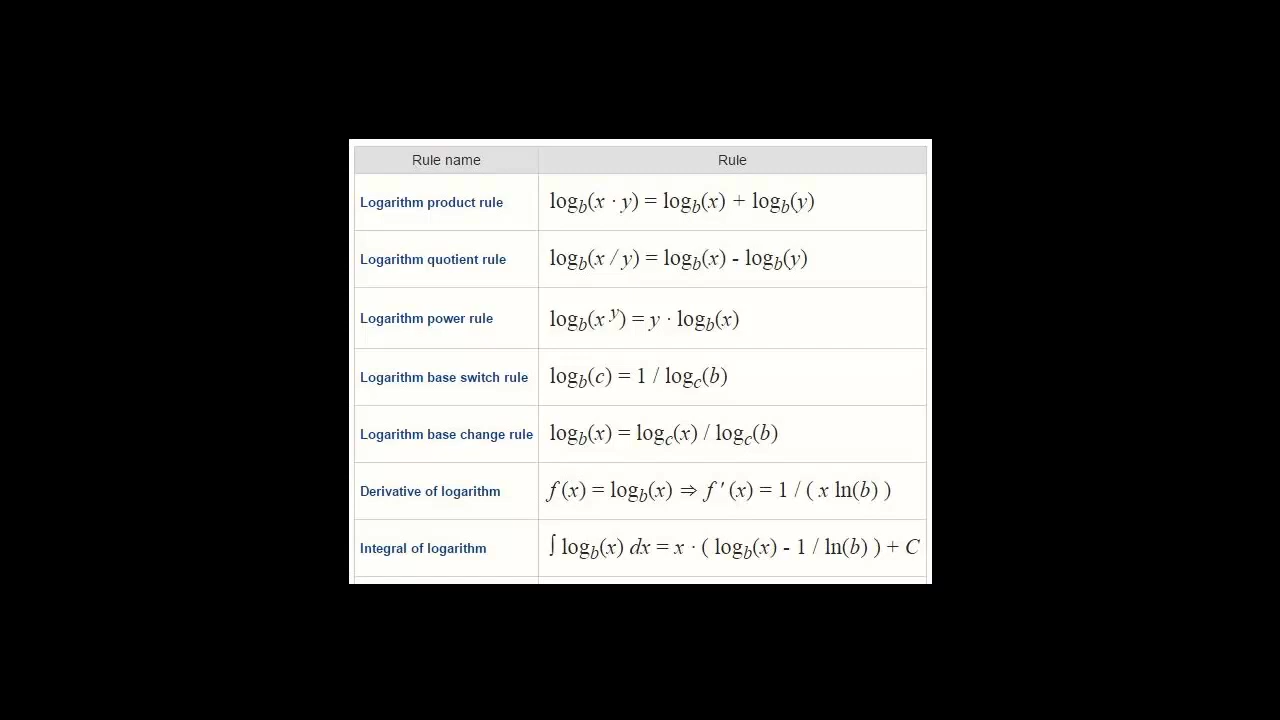 Rule name Rule
Logarithm product rule log_b(x · y) = log_b(x) + log_b(y)
Logarithm quotient rule log_b(x / y) = log_b(x) - log_b(y)
Logarithm power rule log_b(x^y) = y · log_b(x)
Logarithm base switch rule log_b(c) = 1 / log_c(b)
Logarithm base change rule log_b(x) = log_c(x) / log_c(b)
Derivative of logarithm f (x) = log_b(x) ⇒ f ' (x) = 1 / ( x ln(b) )
Integral of logarithm ∫ log_b(x) dx = x · ( log_b(x) - 1 / ln(b) ) + C